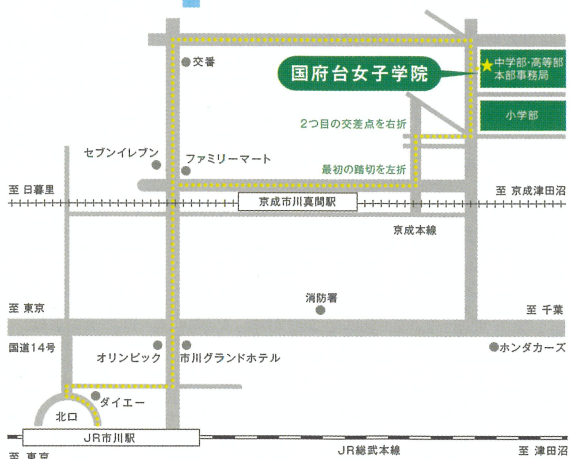 交番
国府台女子学院
中学部・高等部
本部事務局
小学部
2つ目の交差点を右折
セブンイレブン
ファミリーマート
最初の踏切を左折
至 日暮里
至 京成津田沼
京成市川真間駅
京成本線
消防署
至 東京
至 千葉
国道14号
オリンピック
市川グランドホテル
ホンダカーズ
ダイエー
北口
JR市川駅
JR総武本線
至 東京
至 津田沼